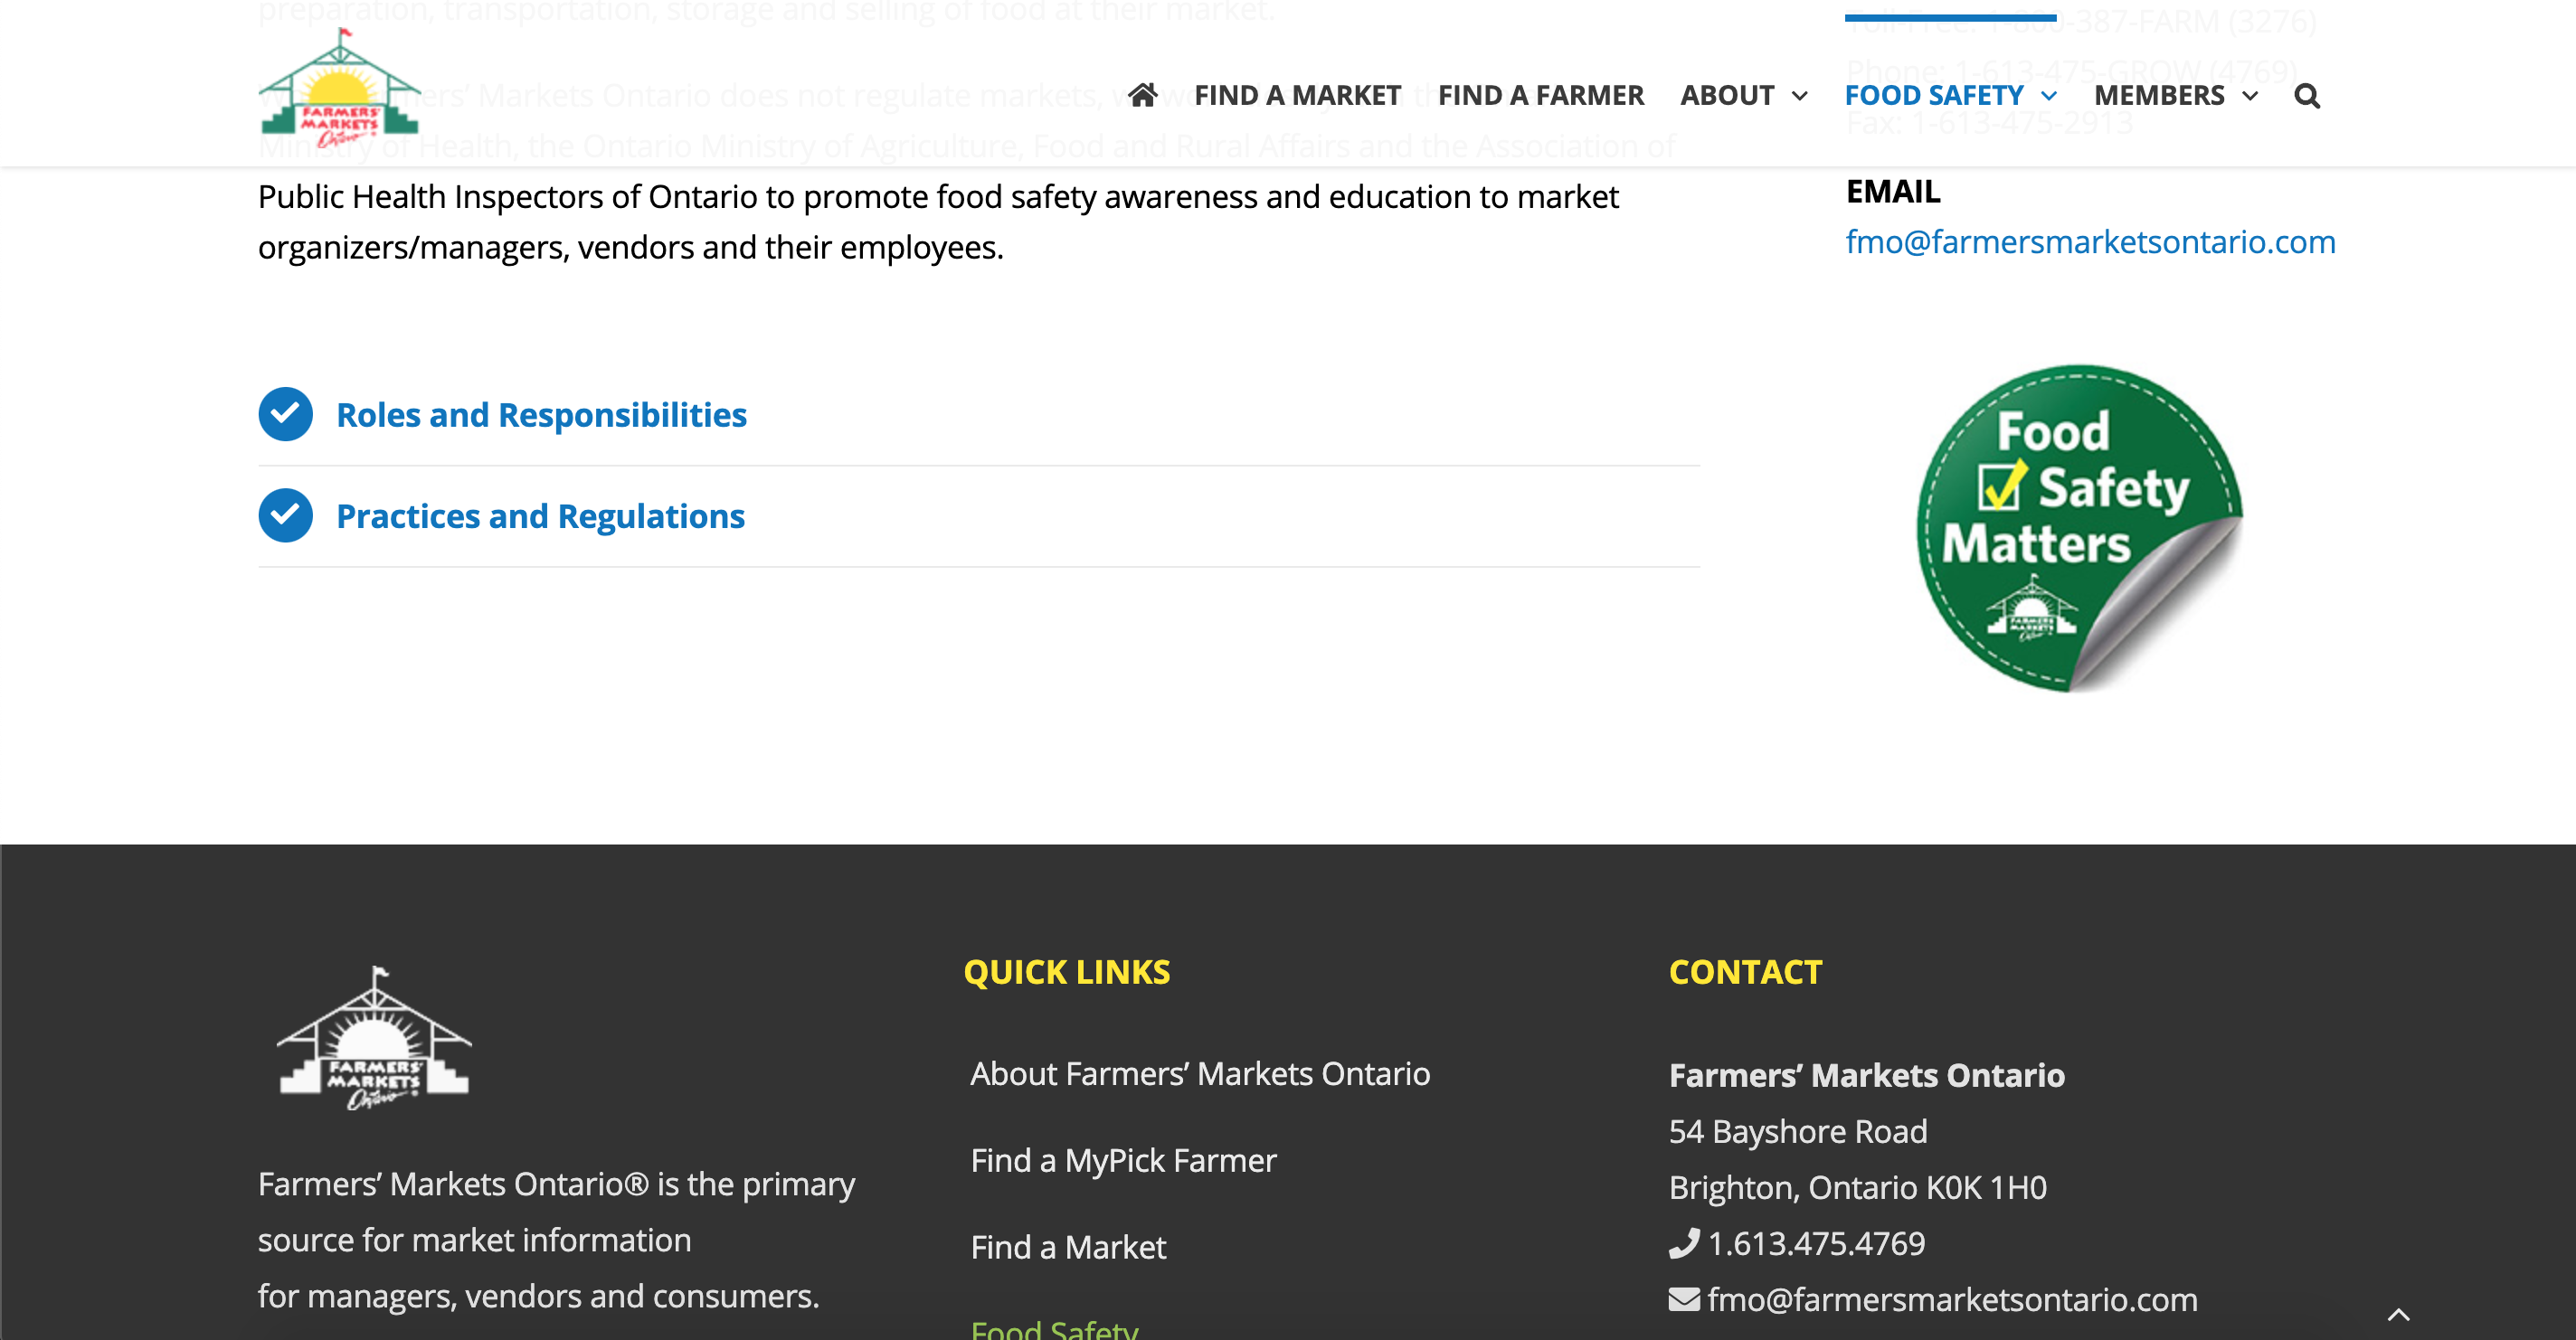 preparation, transportation, storage and selling of food at their market.
Toll-Free: 1-800-387-FARM (3276)
FARMERS'
MARKETS
Ontario
ers' Markets Ontario does not regulate markets, w
Phone: 1-613-475-GROW (4769)
FIND A MARKET
FIND A FARMER
ABOUT
FOOD SAFETY
MEMBERS
Fax: 1-613-475-2913
Ministry of Health, the Ontario Ministry of Agriculture, Food and Rural Affairs and the Association of
Public Health Inspectors of Ontario to promote food safety awareness and education to market
organizers/managers, vendors and their employees.
EMAIL
fmo@farmersmarketsontario.com
Roles and Responsibilities
Practices and Regulations
Food
Safety
Matters
FARMERS'
MARKETS
Ontario
FARMERS'
MARKETS
Ontario®
Farmers’ Markets Ontario® is the primary
source for market information
for managers, vendors and consumers.
QUICK LINKS
About Farmers’ Markets Ontario
Find a MyPick Farmer
Find a Market
Food Safety
CONTACT
Farmers’ Markets Ontario
54 Bayshore Road
Brighton, Ontario K0K 1H0
1.613.475.4769
fmo@farmersmarketsontario.com